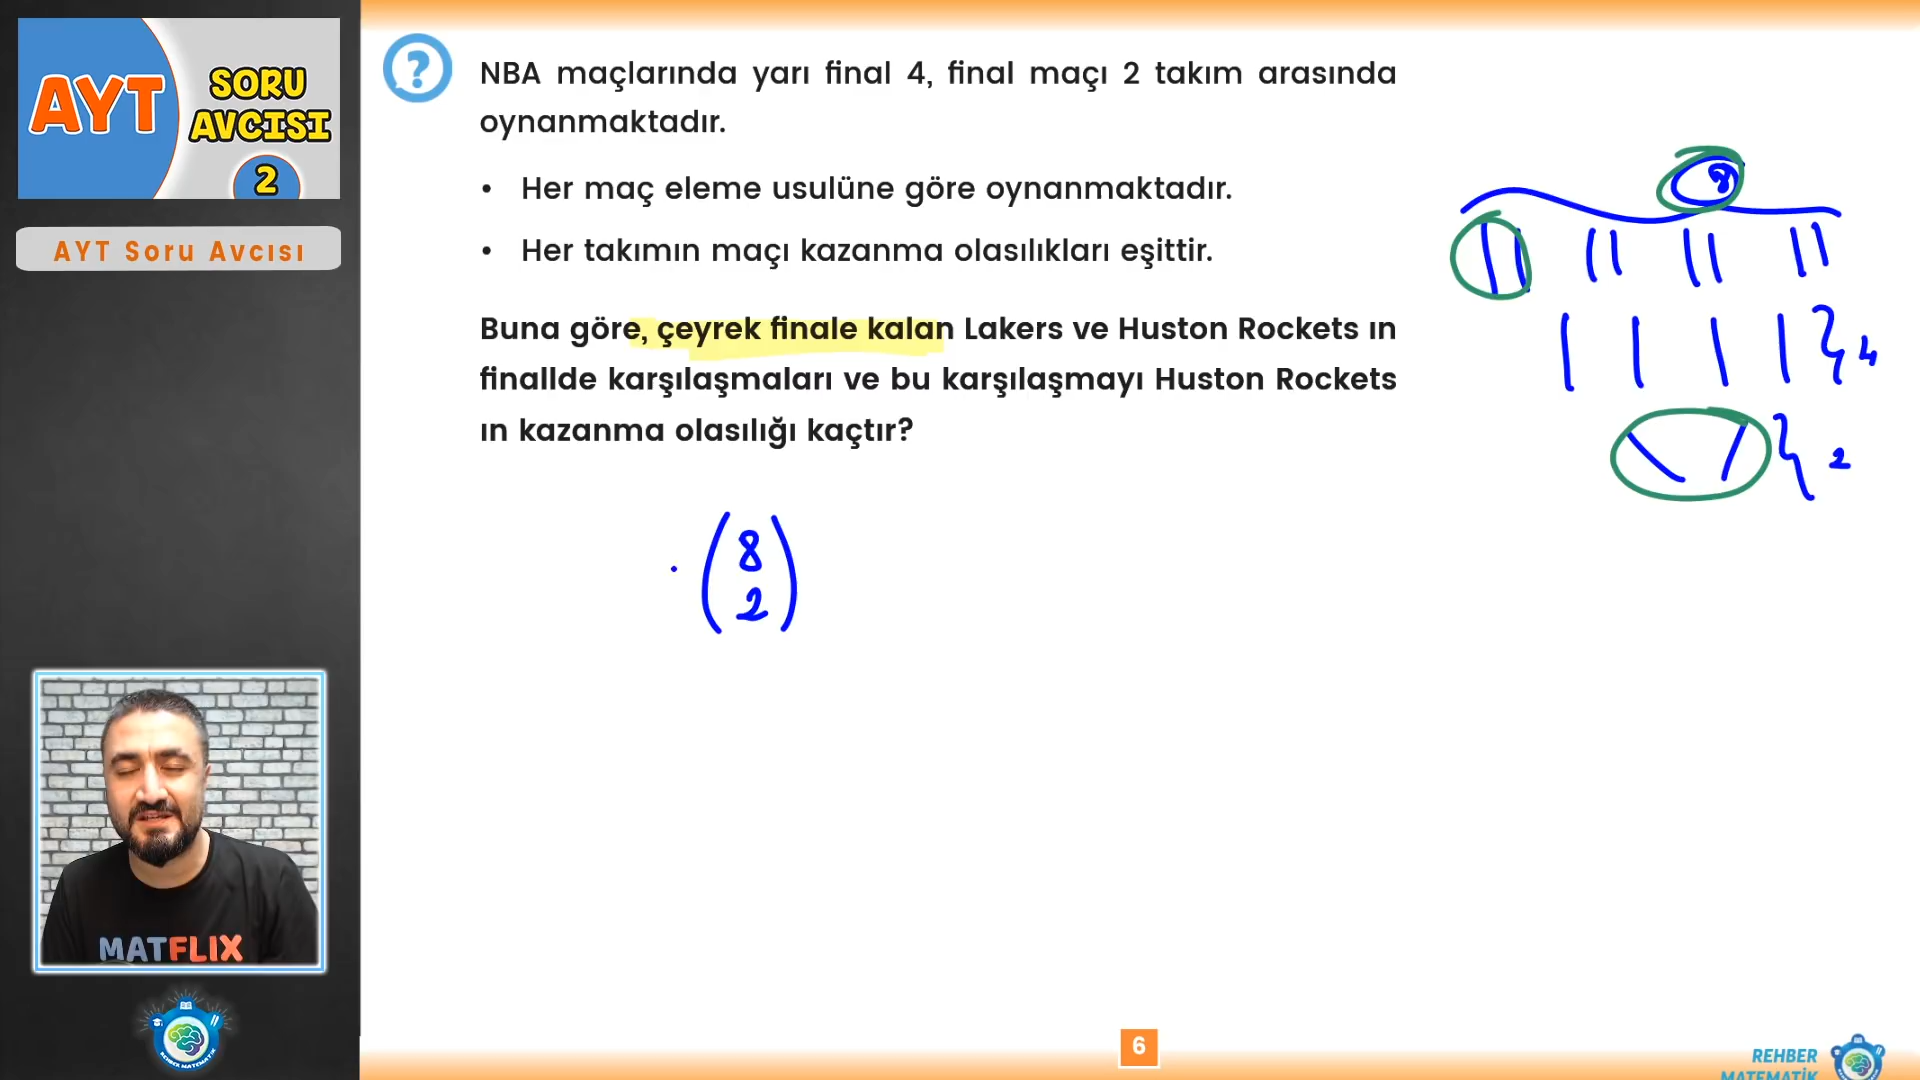 AYT
SORU
AVCISI
2
AYT Soru Avcısı
?
NBA maçlarında yarı final 4, final maçı 2 takım arasında
oynanmaktadır.
• Her maç eleme usulüne göre oynanmaktadır.
• Her takımın maçı kazanma olasılıkları eşittir.
Buna göre, çeyrek finale kalan Lakers ve Huston Rockets ın
finallde karşılaşmaları ve bu karşılaşmayı Huston Rockets
ın kazanma olasılığı kaçtır?
8
4
2
8
2
MATFLIX
REHBER MATEMATİK
6
REHBER
MATEMATİK